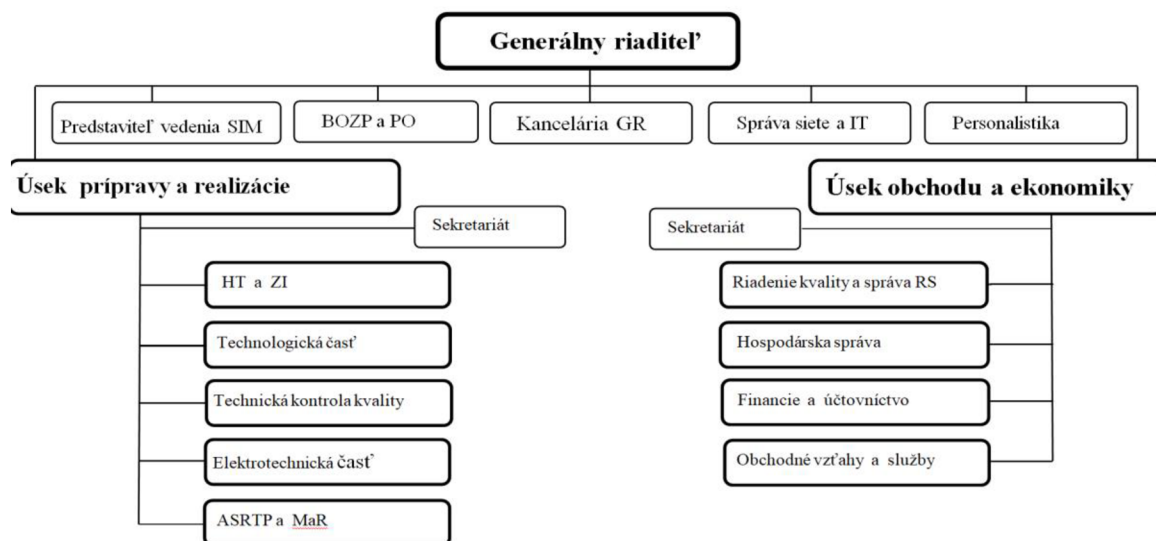 Generálny riaditeľ
Predstaviteľ vedenia SIM
BOZP a PO
Kancelária GR
Správa siete a IT
Personalistika
Úsek prípravy a realizácie
Úsek obchodu a ekonomiky
Sekretariát
Sekretariát
HT a ZI
Riadenie kvality a správa RS
Technologická časť
Hospodárska správa
Technická kontrola kvality
Financie a účtovníctvo
Elektrotechnická časť
Obchodné vzťahy a služby
ASRTP a MaR